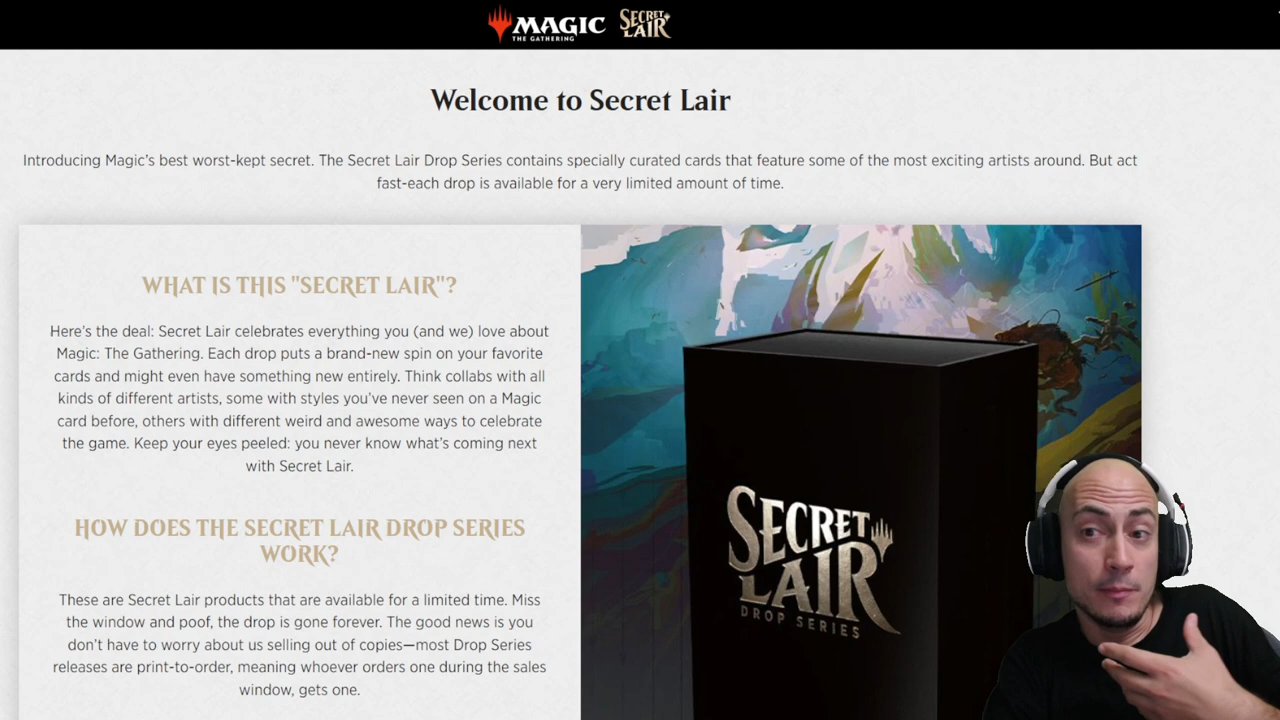 MAGIC
THE GATHERING
SECRET
LAIR
Welcome to Secret Lair
Introducing Magic's best worst-kept secret. The Secret Lair Drop Series contains specially curated cards that feature some of the most exciting artists around. But act
fast-each drop is available for a very limited amount of time.
WHAT IS THIS "SECRET LAIR"?
Here's the deal: Secret Lair celebrates everything you (and we) love about
Magic: The Gathering. Each drop puts a brand-new spin on your favorite
cards and might even have something new entirely. Think collabs with all
kinds of different artists, some with styles you've never seen on a Magic
card before, others with different weird and awesome ways to celebrate
the game. Keep your eyes peeled: you never know what's coming next
with Secret Lair.
HOW DOES THE SECRET LAIR DROP SERIES
WORK?
These are Secret Lair products that are available for a limited time. Miss
the window and poof, the drop is gone forever. The good news is you
don't have to worry about us selling out of copies—most Drop Series
releases are print-to-order, meaning whoever orders one during the sales
window, gets one.
SECRET
LAIR
DROP SERIES